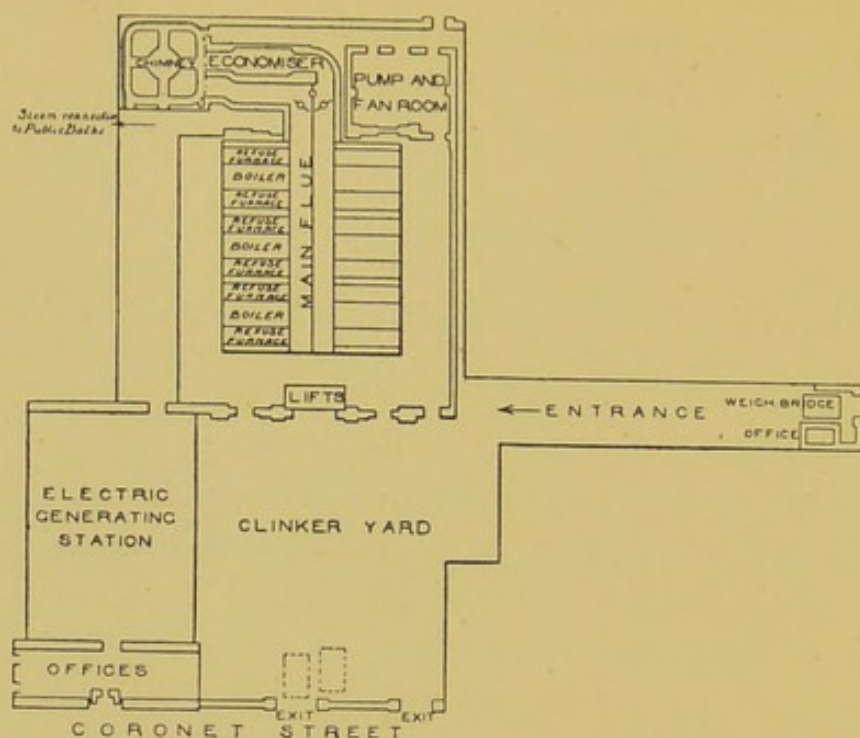 CHIMNEY
ECONOMISER
PUMP AND
FAN ROOM
Steam connection
to Public Baths
REFUSE
FURNACE
BOILER
REFUSE
FURNACE
REFUSE
FURNACE
BOILER
REFUSE
FURNACE
REFUSE
FURNACE
BOILER
REFUSE
FURNACE
MAIN FLUE
LIFTS
ENTRANCE
WEIGH BRIDGE
OFFICE
ELECTRIC
GENERATING
STATION
CLINKER YARD
OFFICES
EXIT
EXIT
CORONET STREET